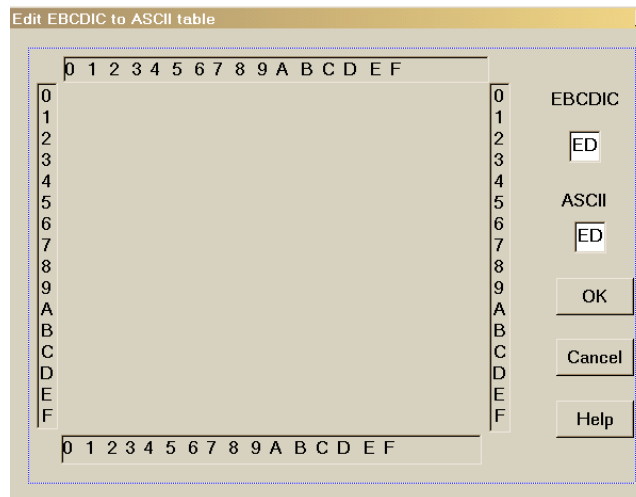 Edit EBCDIC to ASCII table
0 1 2 3 4 5 6 7 8 9 A B C D E F
0
1
2
3
4
5
6
7
8
9
A
B
C
D
E
F
0
1
2
3
4
5
6
7
8
9
A
B
C
D
E
F
0 1 2 3 4 5 6 7 8 9 A B C D E F
EBCDIC
ED
ASCII
ED
OK
Cancel
Help